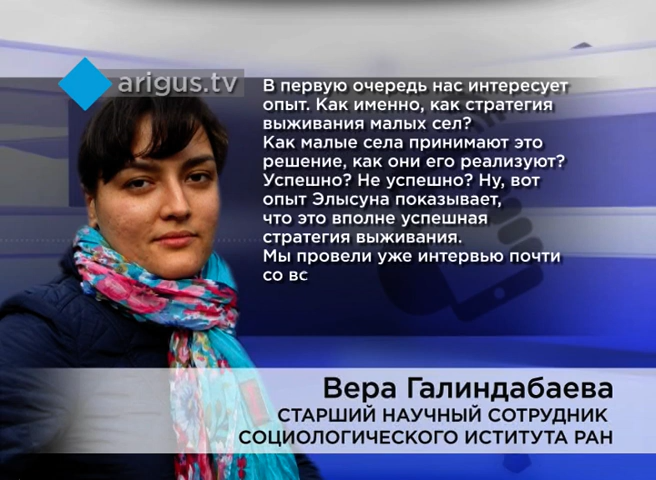 arigus.tv
В первую очередь нас интересует
опыт. Как именно, как стратегия
выживания малых сел?
Как малые села принимают это
решение, как они его реализуют?
Успешно? Не успешно? Ну, вот
опыт Элысуна показывает,
что это вполне успешная
стратегия выживания.
Мы провели уже интервью почти
со вс
Вера Галиндабаева
СТАРШИЙ НАУЧНЫЙ СОТРУДНИК
СОЦИОЛОГИЧЕСКОГО ИСТИТУТА РАН